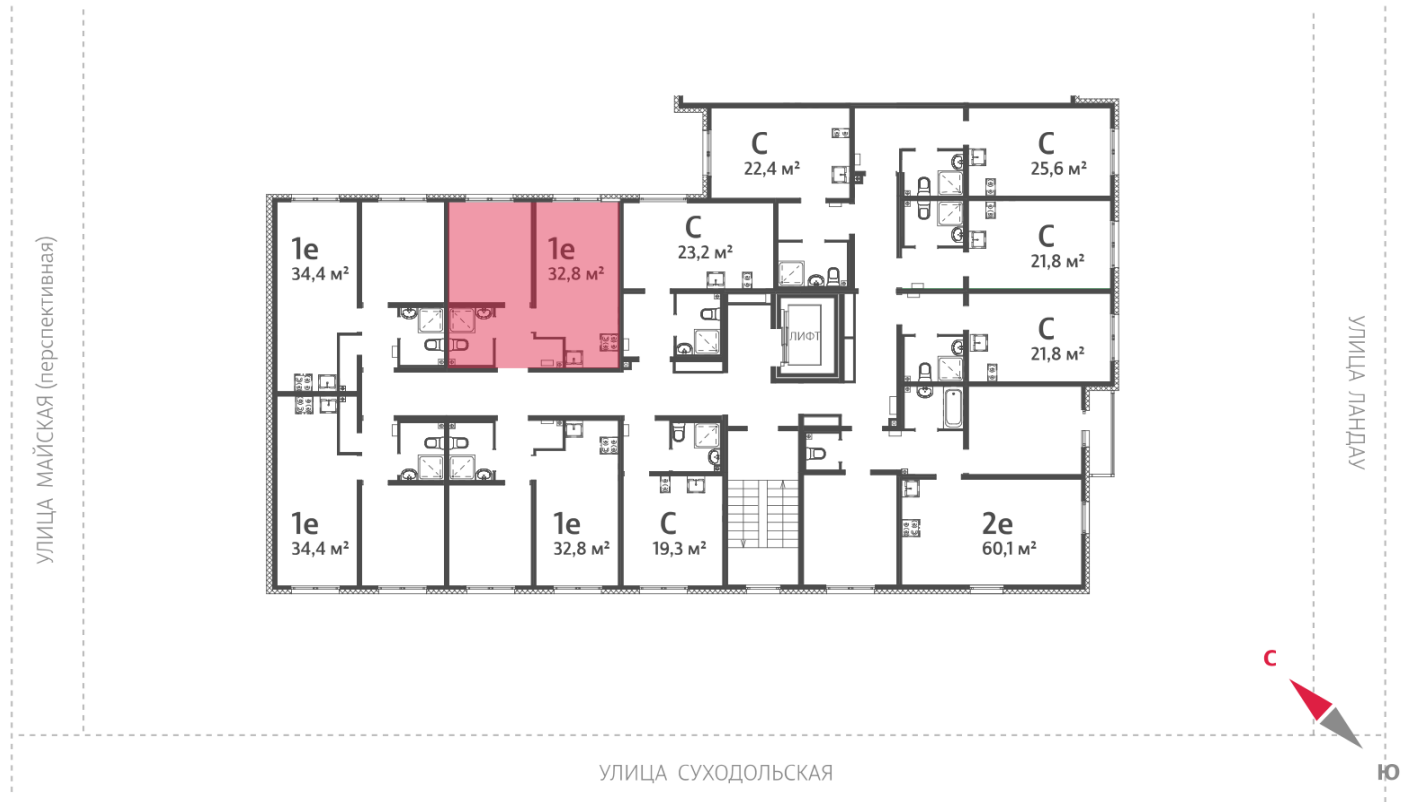 С
22,4 м²
С
25,6 м²
1е
34,4 м²
1е
32,8 м²
С
23,2 м²
С
21,8 м²
ЛИФТ
С
21,8 м²
1е
34,4 м²
1е
32,8 м²
С
19,3 м²
2е
60,1 м²
УЛИЦА МАЙСКАЯ (перспективная)
УЛИЦА ЛАНДАУ
С
Ю
УЛИЦА СУХОДОЛЬСКАЯ